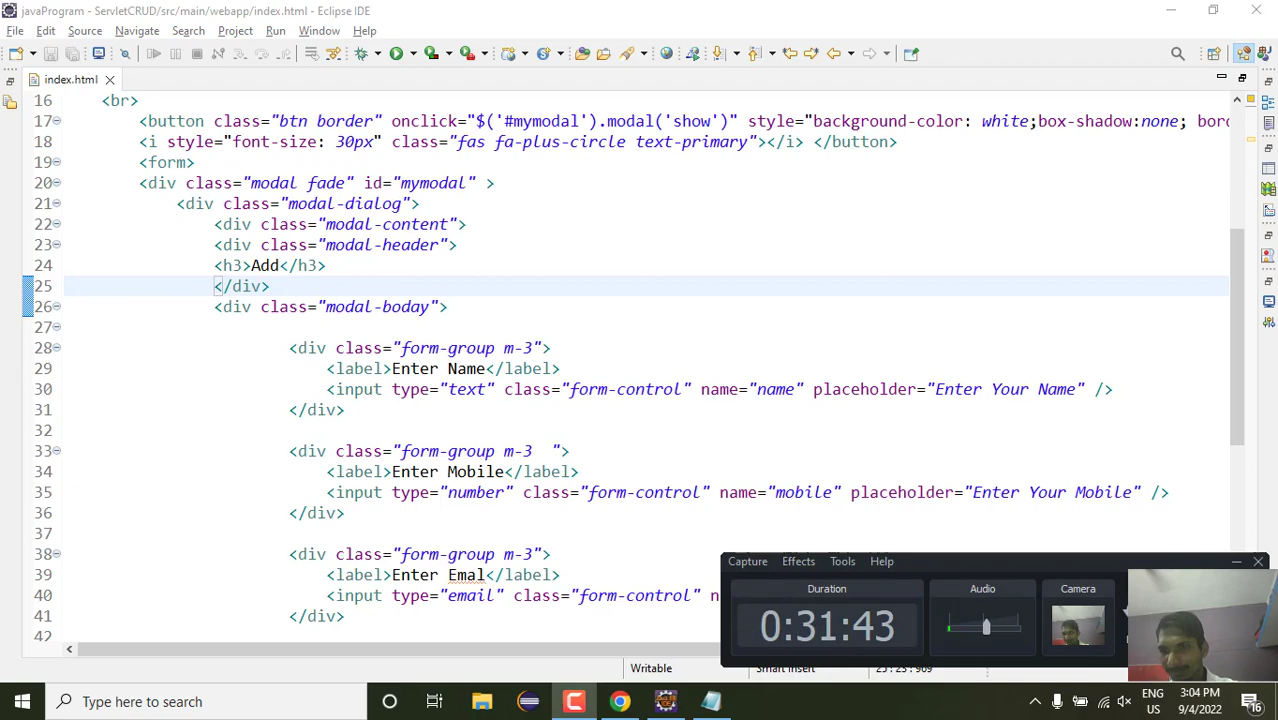 javaProgram - ServletCRUD/src/main/webapp/index.html - Eclipse IDE
File Edit Source Navigate Search Project Run Window Help
index.html
16 <br>
17 <button class="btn border" onclick="$('#mymodal').modal('show')" style="background-color: white;box-shadow:none; bord
18 <i style="font-size: 30px" class="fas fa-plus-circle text-primary"></i> </button>
19 <form>
20 <div class="modal fade" id="mymodal" >
21 <div class="modal-dialog">
22 <div class="modal-content">
23 <div class="modal-header">
24 <h3>Add</h3>
25 </div>
26 <div class="modal-boday">
27
28 <div class="form-group m-3">
29 <label>Enter Name</label>
30 <input type="text" class="form-control" name="name" placeholder="Enter Your Name" />
31 </div>
32
33 <div class="form-group m-3  ">
34 <label>Enter Mobile</label>
35 <input type="number" class="form-control" name="mobile" placeholder="Enter Your Mobile" />
36 </div>
37
38 <div class="form-group m-3">
39 <label>Enter Emal</label>
40 <input type="email" class="form-control" n
41 </div>
42
Capture Effects Tools Help
Duration Audio Camera
0:31:43
Writable Smart Insert 25 : 23 : 969
Type here to search
ENG 3:04 PM
US 9/4/2022 16